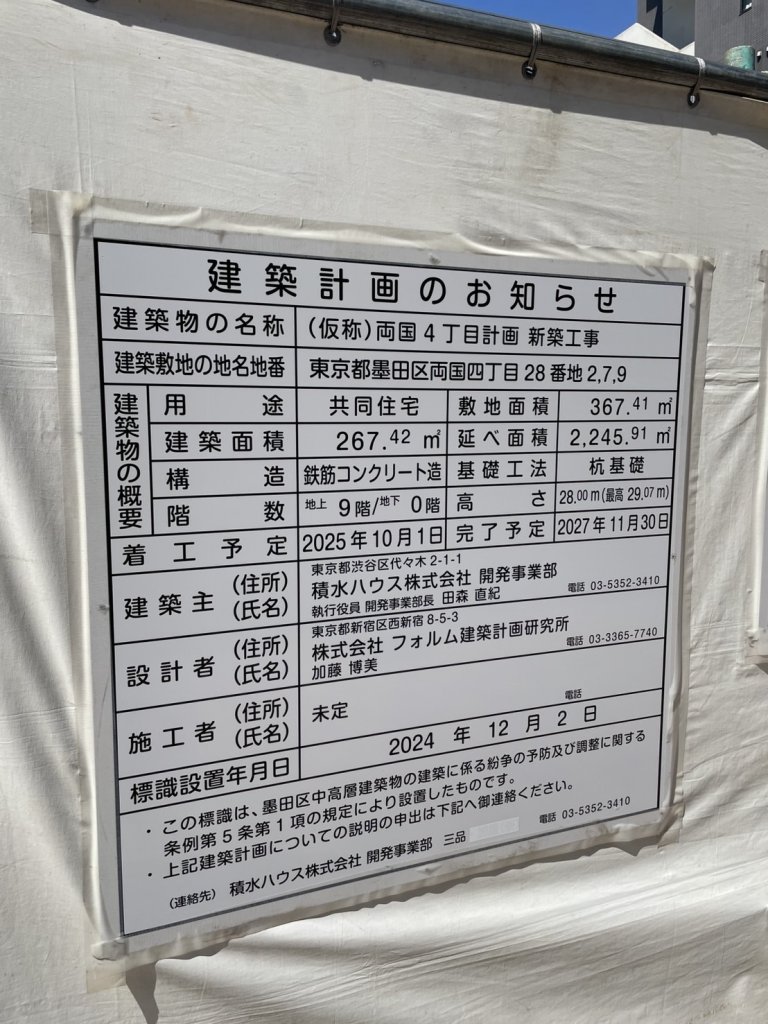 建築計画のお知らせ
建築物の名称 (仮称)両国4丁目計画 新築工事
建築敷地の地名地番 東京都墨田区両国四丁目28番地2,7,9
建築物の概要
用途 共同住宅 敷地面積 367.41㎡
建築面積 267.42㎡ 延べ面積 2,245.91㎡
構造 鉄筋コンクリート造 基礎工法 杭基礎
階数 地上 9階/地下 0階 高さ 28.00m(最高29.07m)
着工予定 2025年10月1日 完了予定 2027年11月30日
建築主 (住所) 東京都渋谷区代々木2-1-1
(氏名) 積水ハウス株式会社 開発事業部
執行役員 開発事業部長 田森 直紀 電話 03-5352-3410
設計者 (住所) 東京都新宿区西新宿8-5-3
(氏名) 株式会社 フォルム建築計画研究所
加藤 博美 電話 03-3365-7740
施工者 (住所) (氏名) 未定 電話
標識設置年月日 2024年12月2日
・この標識は、墨田区中高層建築物の建築に係る紛争の予防及び調整に関する
条例第5条第1項の規定により設置したものです。
・上記建築計画についての説明の申出は下記へ御連絡ください。
(連絡先) 積水ハウス株式会社 開発事業部 三品 電話 03-5352-3410